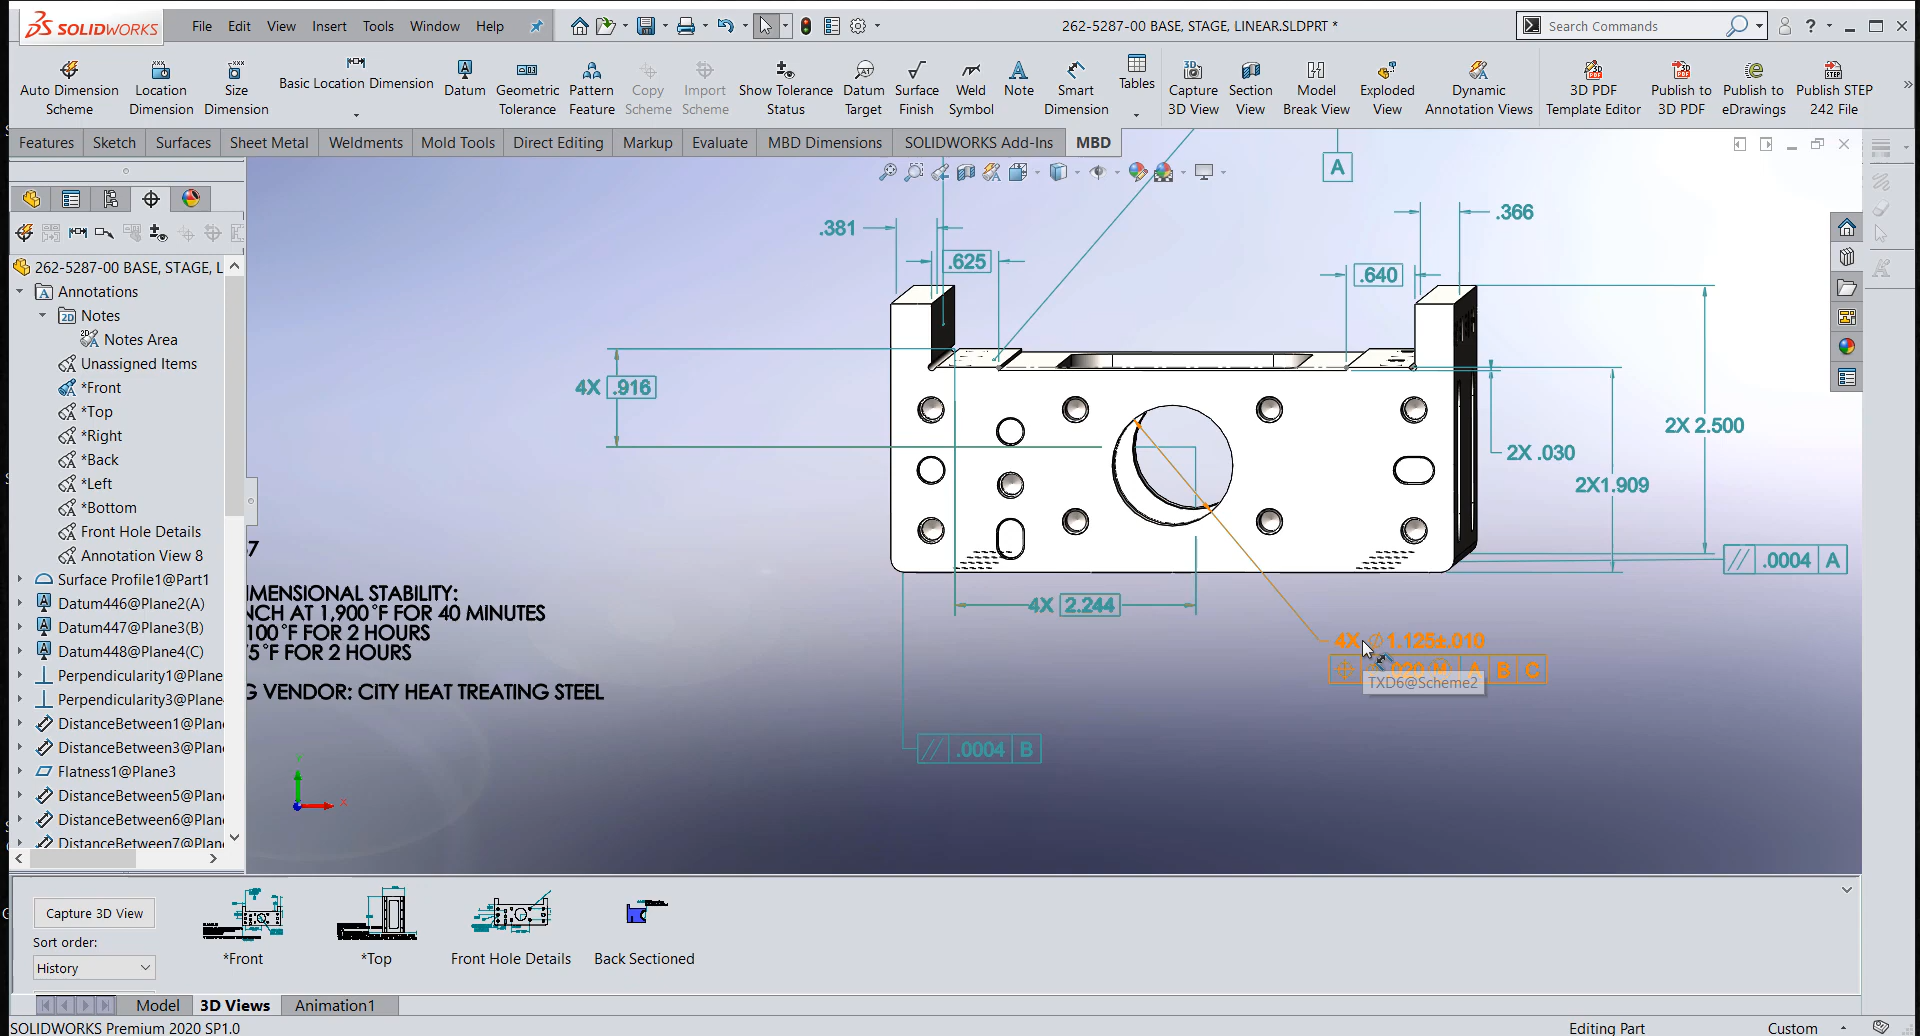 SOLIDWORKS
File Edit View Insert Tools Window Help
262-5287-00 BASE, STAGE, LINEAR.SLDPRT *
Search Commands
?
Auto Dimension Scheme
Location Dimension
Size Dimension
Basic Location Dimension
Datum
Geometric Tolerance
Pattern Feature
Copy Scheme
Import Scheme
Show Tolerance Status
Datum Target
Surface Finish
Weld Symbol
Note
Smart Dimension
Tables
Capture 3D View
Section View
Model Break View
Exploded View
Dynamic Annotation Views
3D PDF Template Editor
Publish to 3D PDF
Publish to eDrawings
Publish STEP 242 File
Features Sketch Surfaces Sheet Metal Weldments Mold Tools Direct Editing Markup Evaluate MBD Dimensions SOLIDWORKS Add-Ins MBD
262-5287-00 BASE, STAGE, L
Annotations
Notes
Notes Area
Unassigned Items
*Front
*Top
*Right
*Back
*Left
*Bottom
Front Hole Details
Annotation View 8
Surface Profile1@Part1
Datum446@Plane2(A)
Datum447@Plane3(B)
Datum448@Plane4(C)
Perpendicularity1@Plane
Perpendicularity3@Plane
DistanceBetween1@Plane
DistanceBetween3@Plane
Flatness1@Plane3
DistanceBetween5@Plane
DistanceBetween6@Plane
DistanceBetween7@Plane
A
.381
.366
.625
.640
4X .916
2X 2.500
2X .030
2X1.909
// .0004 A
4X 2.244
4X ∅1.125±.010
A B C
TXD6@Scheme2
// .0004 B
7
IMENSIONAL STABILITY:
NCH AT 1,900°F FOR 40 MINUTES
100°F FOR 2 HOURS
5°F FOR 2 HOURS
G VENDOR: CITY HEAT TREATING STEEL
X
Capture 3D View
Sort order:
History
*Front
*Top
Front Hole Details
Back Sectioned
Model 3D Views Animation1
SOLIDWORKS Premium 2020 SP1.0
Editing Part
Custom